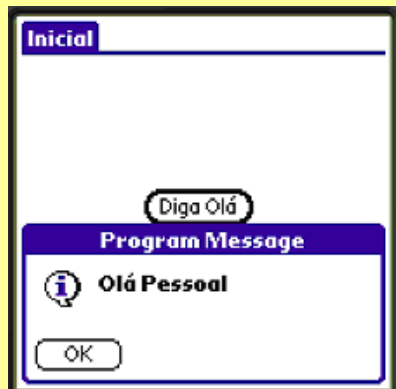 Inicial
Diga Olá
Program Message
Olá Pessoal
OK